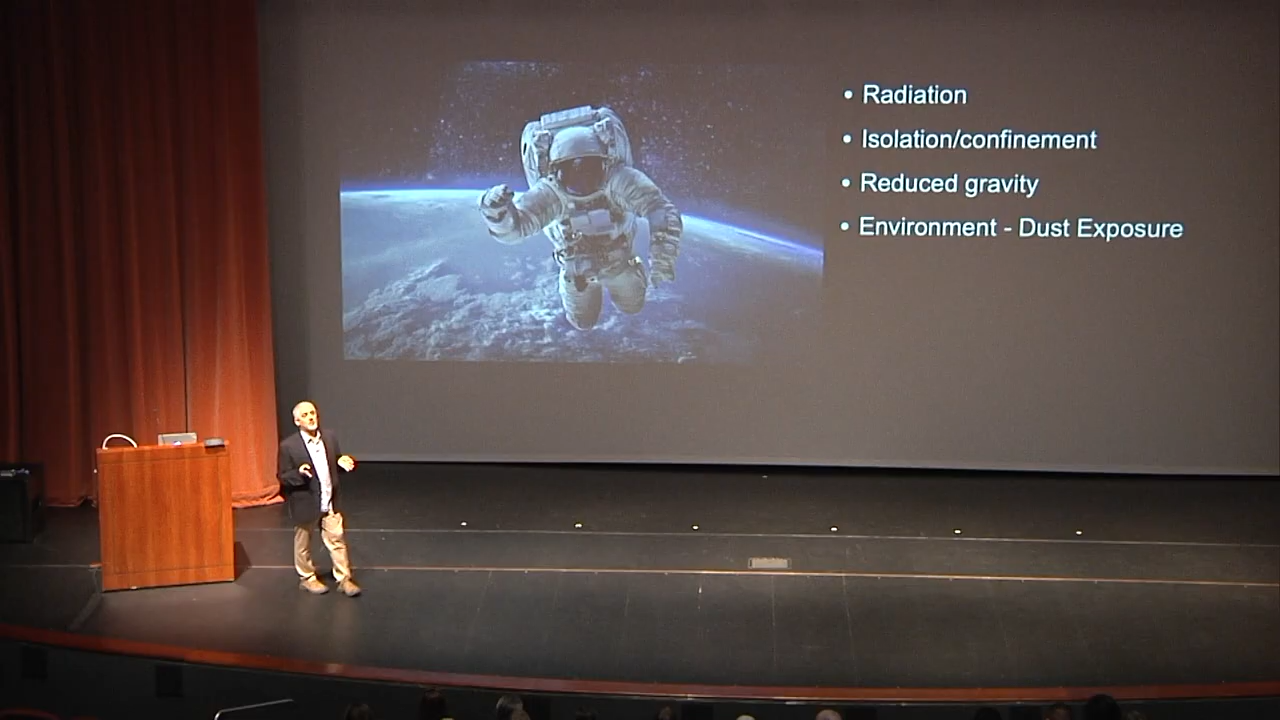 • Radiation
• Isolation/confinement
• Reduced gravity
• Environment - Dust Exposure